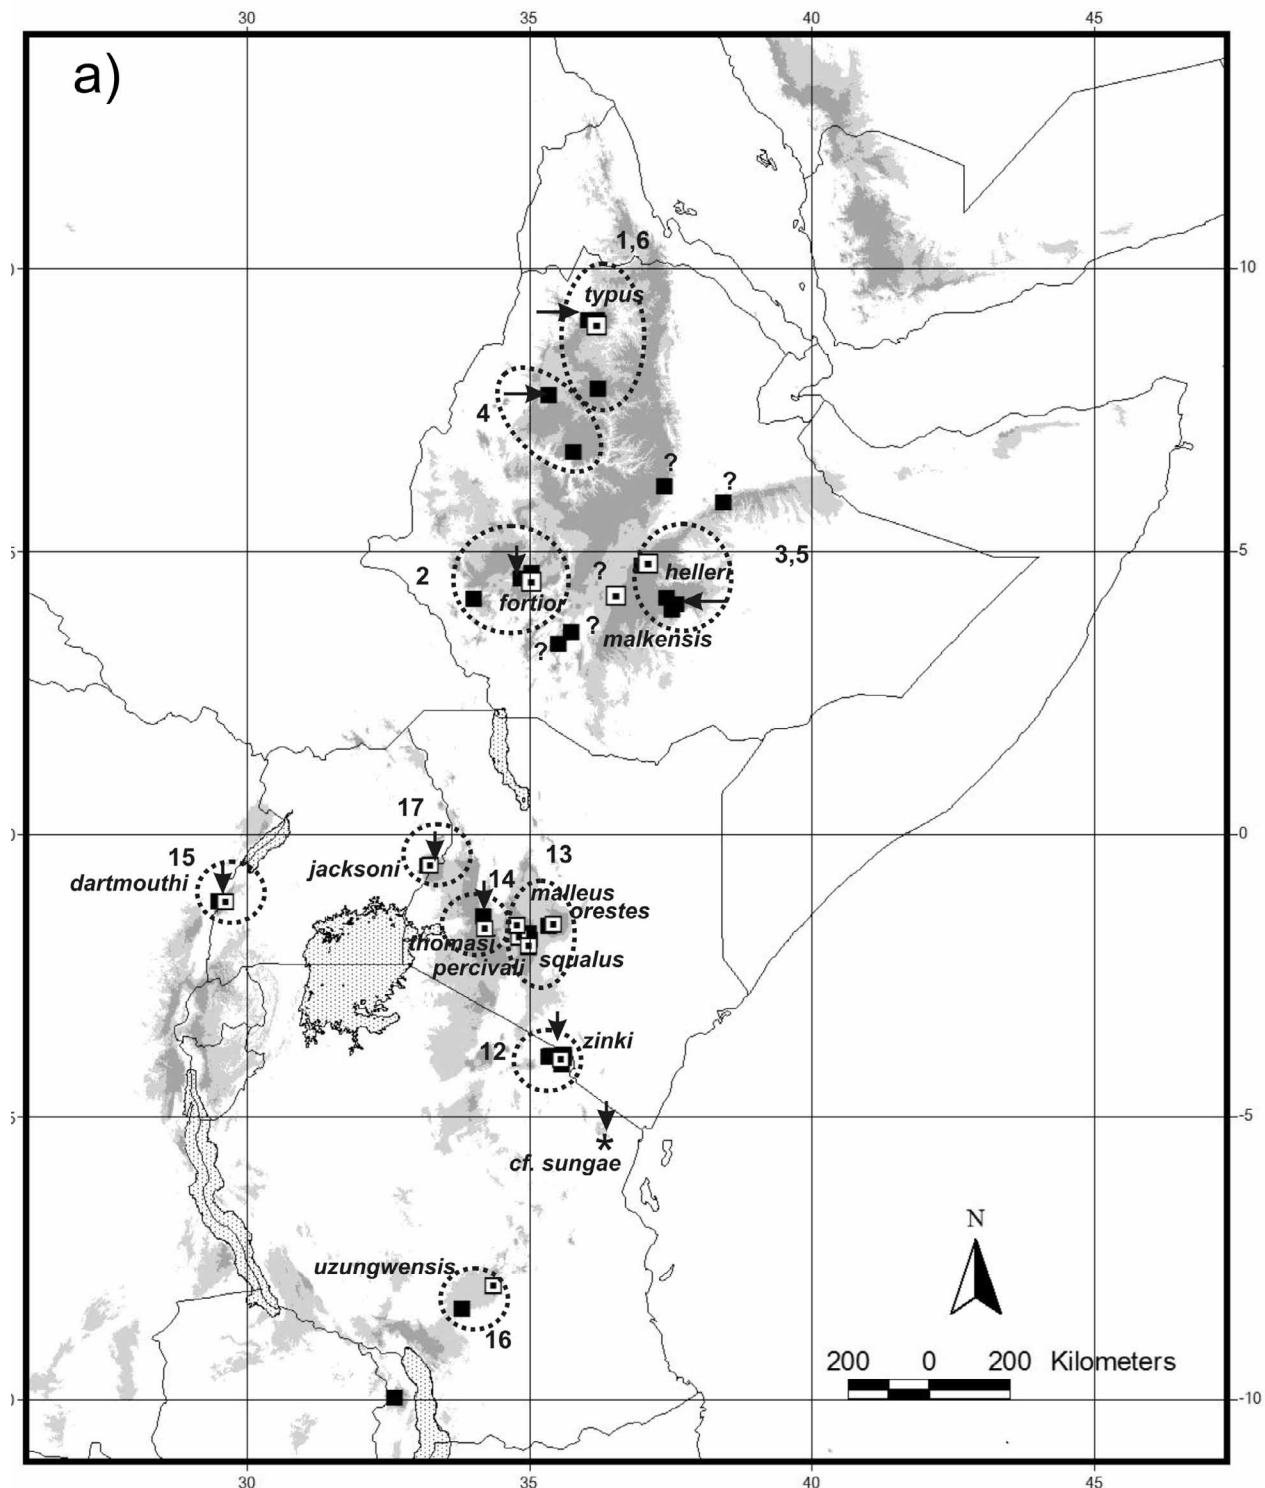 30 35 40 45
a)
1,6
10
typus
4
?
?
5
3,5
?
helleri
2
fortior
?
malkensis
?
17
0
13
15
jacksoni
14
malleus
dartmouthi
orestes
thomasi
squalus
percivali
zinki
12
-5
*
cf. sungae
N
uzungwensis
16
200 0 200 Kilometers
-10
30 35 40 45